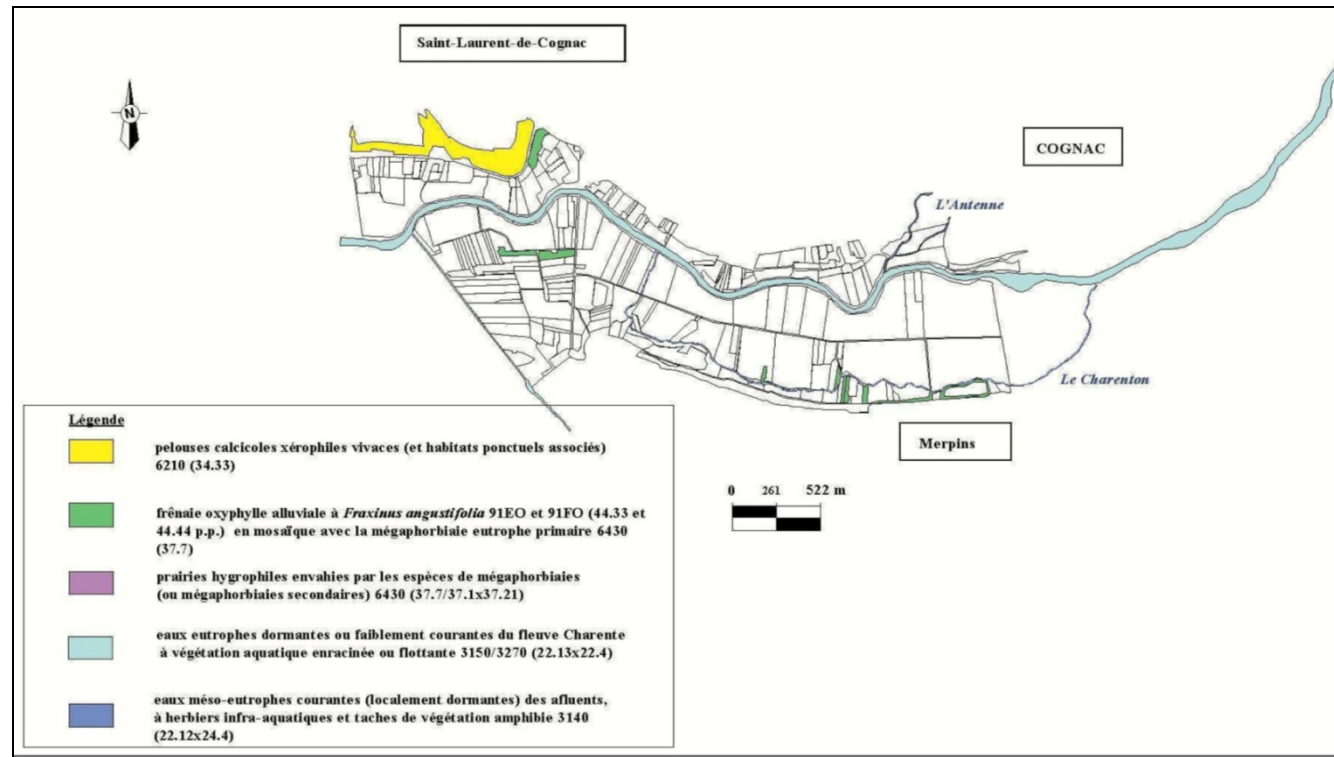 Saint-Laurent-de-Cognac
N
COGNAC
L'Antenne
Le Charenton
Merpins
0 261 522 m
Légende
pelouses calcicoles xérophiles vivaces (et habitats ponctuels associés)
6210 (34.33)
frênaie oxyphylle alluviale à Fraxinus angustifolia 91EO et 91FO (44.33 et
44.44 p.p.) en mosaïque avec la mégaphorbiaie eutrophe primaire 6430
(37.7)
prairies hygrophiles envahies par les espèces de mégaphorbiaies
(ou mégaphorbiaies secondaires) 6430 (37.7/37.1x37.21)
eaux eutrophes dormantes ou faiblement courantes du fleuve Charente
à végétation aquatique enracinée ou flottante 3150/3270 (22.13x22.4)
eaux méso-eutrophes courantes (localement dormantes) des afluents,
à herbiers infra-aquatiques et taches de végétation amphibie 3140
(22.12x24.4)